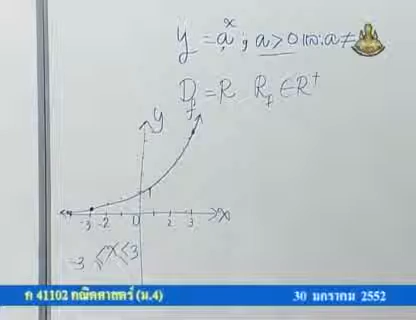 y = aˣ ; a > 0 และ a ≠
D_f = R R_f ∈ R⁺
y
1
-3 -2 0 2 3 x
-3 ≤ x ≤ 3
ค 41102 คณิตศาสตร์ (ม.4) 30 มกราคม 2552